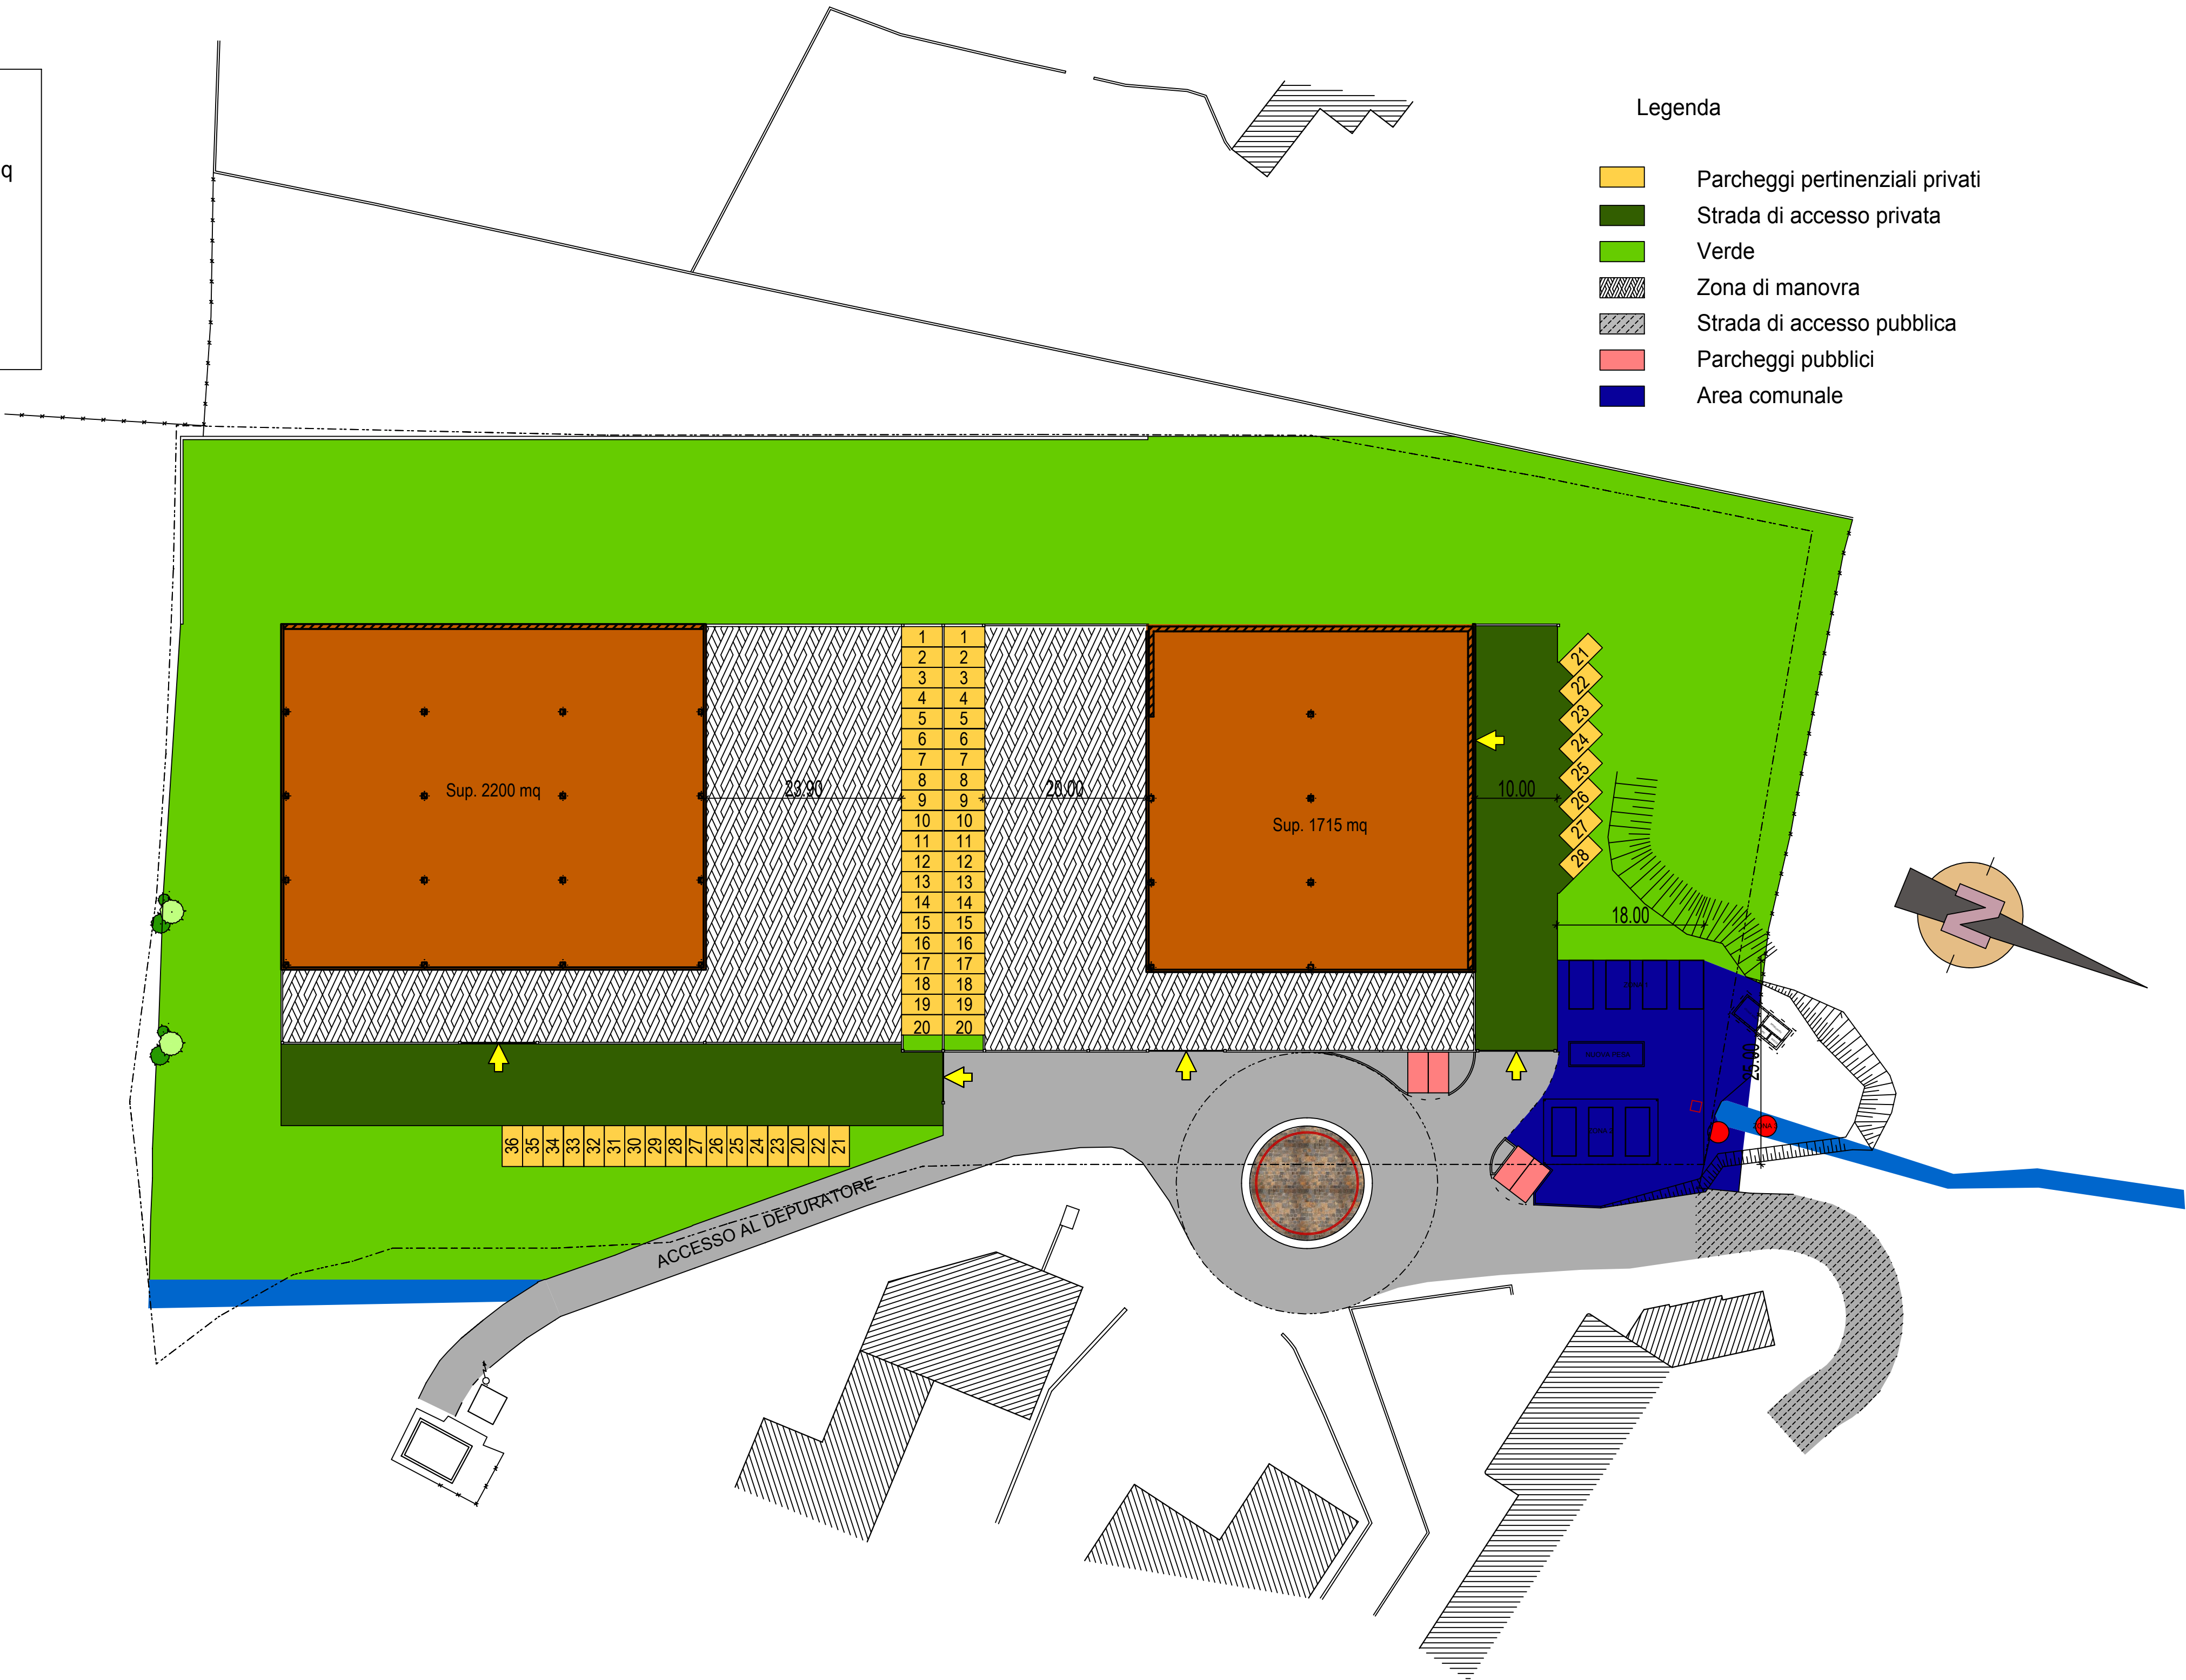 q
Legenda
Parcheggi pertinenziali privati
Strada di accesso privata
Verde
Zona di manovra
Strada di accesso pubblica
Parcheggi pubblici
Area comunale
1 1
2 2
3 3
4 4
5 5
6 6
7 7
8 8
9 9
10 10
11 11
12 12
13 13
14 14
15 15
16 16
17 17
18 18
19 19
20 20
21
22
23
24
25
26
27
28
Sup. 2200 mq
23.90
20.00
Sup. 1715 mq
10.00
18.00
N
NUOVA PESA
25.00
ZONA
36 35 34 33 32 31 30 29 28 27 26 25 24 23 20 22 21
ACCESSO AL DEPURATORE